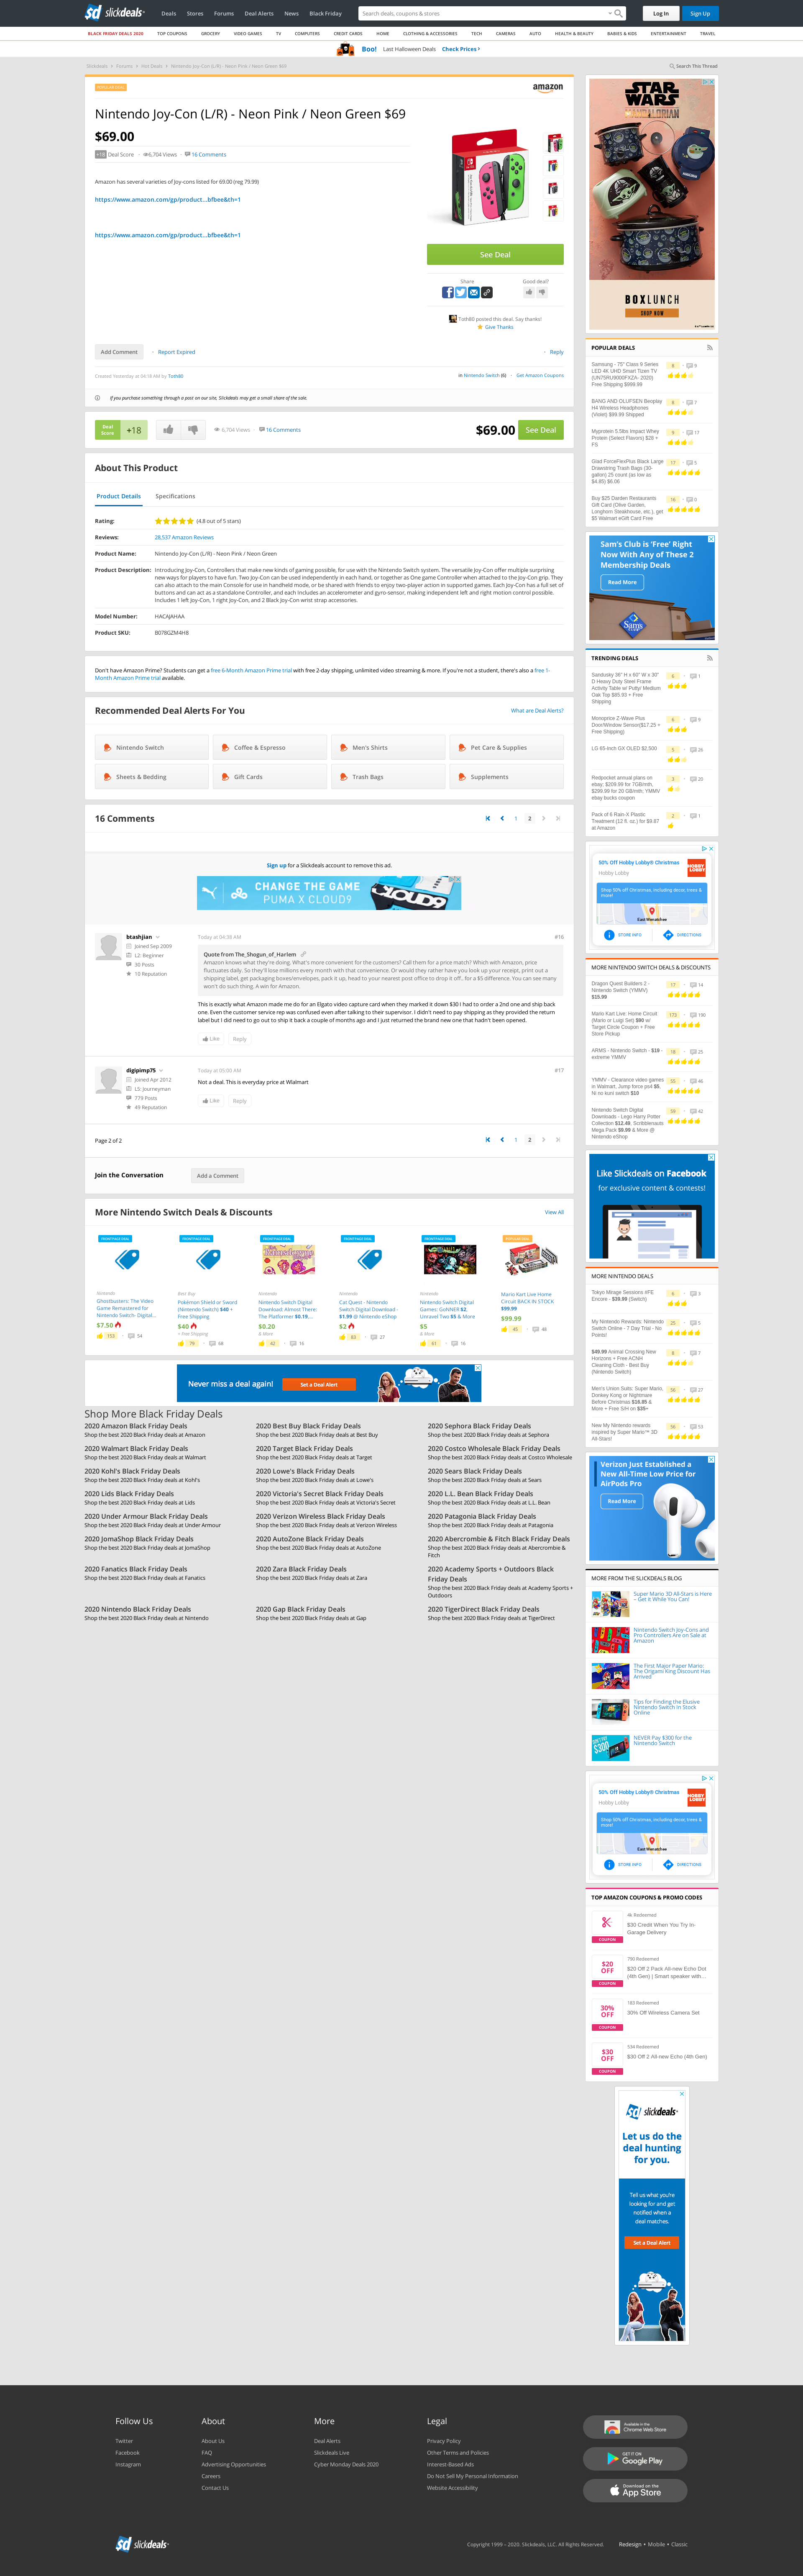 slickdeals
Deals
Stores
Forums
Deal Alerts
News
Black Friday
Search deals, coupons & stores
Log In
Sign Up
BLACK FRIDAY DEALS 2020
TOP COUPONS
GROCERY
VIDEO GAMES
TV
COMPUTERS
CREDIT CARDS
HOME
CLOTHING & ACCESSORIES
TECH
CAMERAS
AUTO
HEALTH & BEAUTY
BABIES & KIDS
ENTERTAINMENT
TRAVEL
Boo! Last Halloween Deals Check Prices ›
Slickdeals › Forums › Hot Deals › Nintendo Joy-Con (L/R) - Neon Pink / Neon Green $69
Search This Thread
POPULAR DEAL
amazon
Nintendo Joy-Con (L/R) - Neon Pink / Neon Green $69
$69.00
+18 Deal Score
6,704 Views
16 Comments
Amazon has several varieties of Joy-cons listed for 69.00 (reg 79.99)
https://www.amazon.com/gp/product...bfbee&th=1
https://www.amazon.com/gp/product...bfbee&th=1
See Deal
Share
Good deal?
Toth80 posted this deal. Say thanks!
Give Thanks
Add Comment
Report Expired
Reply
Created Yesterday at 04:18 AM by Toth80
Nintendo Switch (6)
Get Amazon Coupons
If you purchase something through a post on our site, Slickdeals may get a small share of the sale.
Deal Score +18
6,704 Views
16 Comments
$69.00
See Deal
About This Product
Product Details
Specifications
Rating: (4.8 out of 5 stars)
Reviews: 28,537 Amazon Reviews
Product Name: Nintendo Joy-Con (L/R) - Neon Pink / Neon Green
Product Description: Introducing Joy-Con, Controllers that make new kinds of gaming possible, for use with the Nintendo Switch system. The versatile Joy-Con offer multiple surprising
new ways for players to have fun. Two Joy-Con can be used independently in each hand, or together as One game Controller when attached to the Joy-Con grip. They
can also attach to the main Console for use in handheld mode, or be shared with friends to enjoy two-player action in supported games. Each Joy-Con has a full set of
buttons and can act as a standalone Controller, and each Includes an accelerometer and gyro-sensor, making independent left and right motion control possible.
Includes 1 left Joy-Con, 1 right Joy-Con, and 2 Black Joy-Con wrist strap accessories.
Model Number: HACAJAHAA
Product SKU: B078GZM4H8
Don't have Amazon Prime? Students can get a free 6-Month Amazon Prime trial with free 2-day shipping, unlimited video streaming & more. If you're not a student, there's also a free 1-
Month Amazon Prime trial available.
Recommended Deal Alerts For You
What are Deal Alerts?
Nintendo Switch
Coffee & Espresso
Men's Shirts
Pet Care & Supplies
Sheets & Bedding
Gift Cards
Trash Bags
Supplements
16 Comments
1 2
Sign up for a Slickdeals account to remove this ad.
CHANGE THE GAME
PUMA X CLOUD9
btashjian
Joined Sep 2009
L2: Beginner
30 Posts
10 Reputation
Today at 04:38 AM
#16
Quote from The_Shogun_of_Harlem
Amazon knows what they're doing. What's more convenient for the customers? Call them for a price match? Which with Amazon, price
fluctuates daily. So they'll lose millions every month with that convenience. Or would they rather have you look up your receipt, print out a
shipping label, get packaging boxes/envelopes, pack it up, head to your nearest post office to drop it off.. for a $5 difference. You can see many
won't do such a thing. A win for Amazon.
This is exactly what Amazon made me do for an Elgato video capture card when they marked it down $30 I had to order a 2nd one and ship back
one. Even the customer service rep was confused even after talking to their supervisor. I didn't need to pay shipping as they provided the return
label but I did need to go out to ship it back a couple of months ago and I just returned the brand new one that hadn't been opened.
Like
Reply
digipimp75
Joined Apr 2012
L5: Journeyman
779 Posts
49 Reputation
Today at 05:00 AM
#17
Not a deal. This is everyday price at Wlalmart
Like
Reply
Page 2 of 2
1 2
Join the Conversation
Add a Comment
More Nintendo Switch Deals & Discounts
View All
FRONTPAGE DEAL
Nintendo
Ghostbusters: The Video Game Remastered for Nintendo Switch- Digital...
$7.50
153
54
FRONTPAGE DEAL
Best Buy
Pokémon Shield or Sword (Nintendo Switch) $40 + Free Shipping
$40
+ Free Shipping
79
68
FRONTPAGE DEAL
Nintendo
Nintendo Switch Digital Download: Almost There: The Platformer $0.19,...
$0.20
& More
42
16
FRONTPAGE DEAL
Nintendo
Cat Quest - Nintendo Switch Digital Download - $1.99 @ Nintendo eShop
$2
83
27
FRONTPAGE DEAL
Nintendo
Nintendo Switch Digital Games: GoNNER $2, Unravel Two $5 & More
$5
& More
61
16
POPULAR DEAL
Mario Kart Live Home Circuit BACK IN STOCK $99.99
$99.99
45
48
Never miss a deal again!
Set a Deal Alert
Shop More Black Friday Deals
2020 Amazon Black Friday Deals
Shop the best 2020 Black Friday deals at Amazon
2020 Best Buy Black Friday Deals
Shop the best 2020 Black Friday deals at Best Buy
2020 Sephora Black Friday Deals
Shop the best 2020 Black Friday deals at Sephora
2020 Walmart Black Friday Deals
Shop the best 2020 Black Friday deals at Walmart
2020 Target Black Friday Deals
Shop the best 2020 Black Friday deals at Target
2020 Costco Wholesale Black Friday Deals
Shop the best 2020 Black Friday deals at Costco Wholesale
2020 Kohl's Black Friday Deals
Shop the best 2020 Black Friday deals at Kohl's
2020 Lowe's Black Friday Deals
Shop the best 2020 Black Friday deals at Lowe's
2020 Sears Black Friday Deals
Shop the best 2020 Black Friday deals at Sears
2020 Lids Black Friday Deals
Shop the best 2020 Black Friday deals at Lids
2020 Victoria's Secret Black Friday Deals
Shop the best 2020 Black Friday deals at Victoria's Secret
2020 L.L. Bean Black Friday Deals
Shop the best 2020 Black Friday deals at L.L. Bean
2020 Under Armour Black Friday Deals
Shop the best 2020 Black Friday deals at Under Armour
2020 Verizon Wireless Black Friday Deals
Shop the best 2020 Black Friday deals at Verizon Wireless
2020 Patagonia Black Friday Deals
Shop the best 2020 Black Friday deals at Patagonia
2020 JomaShop Black Friday Deals
Shop the best 2020 Black Friday deals at JomaShop
2020 AutoZone Black Friday Deals
Shop the best 2020 Black Friday deals at AutoZone
2020 Abercrombie & Fitch Black Friday Deals
Shop the best 2020 Black Friday deals at Abercrombie &
Fitch
2020 Fanatics Black Friday Deals
Shop the best 2020 Black Friday deals at Fanatics
2020 Zara Black Friday Deals
Shop the best 2020 Black Friday deals at Zara
2020 Academy Sports + Outdoors Black
Friday Deals
Shop the best 2020 Black Friday deals at Academy Sports +
Outdoors
2020 Nintendo Black Friday Deals
Shop the best 2020 Black Friday deals at Nintendo
2020 Gap Black Friday Deals
Shop the best 2020 Black Friday deals at Gap
2020 TigerDirect Black Friday Deals
Shop the best 2020 Black Friday deals at TigerDirect
STAR WARS
THE MANDALORIAN
BOXLUNCH
SHOP NOW
POPULAR DEALS
Samsung - 75" Class 9 Series
LED 4K UHD Smart Tizen TV
(UN75RU9000FXZA- 2020)
Free Shipping $999.99
BANG AND OLUFSEN Beoplay
H4 Wireless Headphones
(Violet) $89.99 Shipped
Myprotein 5.5lbs Impact Whey
Protein (Select Flavors) $28 +
FS
Glad ForceFlexPlus Black Large
Drawstring Trash Bags (30-
gallon) 25 count (as low as
$4.85) $6.06
Buy $25 Darden Restaurants
Gift Card (Olive Garden,
Longhorn Steakhouse, etc.), get
$5 Walmart eGift Card Free
Sam's Club is 'Free' Right
Now With Any of These 2
Membership Deals
Read More
TRENDING DEALS
Sandusky 36" H x 60" W x 30"
D Heavy Duty Steel Frame
Activity Table w/ Putty/ Medium
Oak Top $85.93 + Free
Shipping
Monoprice Z-Wave Plus
Door/Window Sensor($17.25 +
Free Shipping)
LG 65-Inch GX OLED $2,500
Redpocket annual plans on
ebay; $209.99 for 7GB/mth,
$299.99 for 20 GB/mth; YMMV
ebay bucks coupon
Pack of 6 Rain-X Plastic
Treatment (12 fl. oz.) for $9.87
at Amazon
50% Off Hobby Lobby® Christmas
Hobby Lobby
Shop 50% off Christmas, including decor, trees &
more!
East Wenatchee
STORE INFO
DIRECTIONS
MORE NINTENDO SWITCH DEALS & DISCOUNTS
Dragon Quest Builders 2 -
Nintendo Switch (YMMV)
$15.99
Mario Kart Live: Home Circuit
(Mario or Luigi Set) $80 w/
Target Circle Coupon + Free
Store Pickup
ARMS - Nintendo Switch - $10 -
extreme YMMV
YMMV - Clearance video games
in Walmart, Jump force ps4 $5,
Ni no kuni switch $10
Nintendo Switch Digital
Downloads - Lego Harry Potter
Collection $12.49, Scribblenauts
Mega Pack $9.99 & More @
Nintendo eShop
Like Slickdeals on Facebook
for exclusive content & contests!
MORE NINTENDO DEALS
Tokyo Mirage Sessions #FE
Encore - $39.99 (Switch)
My Nintendo Rewards: Nintendo
Switch Online - 7 Day Trial - No
Points!
$49.99 Animal Crossing New
Horizons + Free ACNH
Cleaning Cloth - Best Buy
(Nintendo Switch)
Men's Union Suits: Super Mario,
Donkey Kong or Nightmare
Before Christmas $16.85 &
More + Free S/H on $35+
New My Nintendo rewards
inspired by Super Mario™ 3D
All-Stars!
Verizon Just Established a
New All-Time Low Price for
AirPods Pro
Read More
MORE FROM THE SLICKDEALS BLOG
Super Mario 3D All-Stars is Here
– Get it While You Can!
Nintendo Switch Joy-Cons and
Pro Controllers Are on Sale at
Amazon
The First Major Paper Mario:
The Origami King Discount Has
Arrived
Tips for Finding the Elusive
Nintendo Switch In Stock
Online
NEVER Pay $300 for the
Nintendo Switch
50% Off Hobby Lobby® Christmas
Hobby Lobby
Shop 50% off Christmas, including decor, trees &
more!
East Wenatchee
STORE INFO
DIRECTIONS
TOP AMAZON COUPONS & PROMO CODES
4k Redeemed
$30 Credit When You Try In-
Garage Delivery
COUPON
$20 OFF
COUPON
790 Redeemed
$20 Off 2 Pack All-new Echo Dot
(4th Gen) | Smart speaker with...
30% OFF
COUPON
183 Redeemed
30% Off Wireless Camera Set
$30 OFF
COUPON
534 Redeemed
$30 Off 2 All-new Echo (4th Gen)
slickdeals
Let us do the
deal hunting
for you.
Tell us what you're
looking for and get
notified when a
deal matches.
Set a Deal Alert
Follow Us
Twitter
Facebook
Instagram
About
About Us
FAQ
Advertising Opportunities
Careers
Contact Us
More
Deal Alerts
Slickdeals Live
Cyber Monday Deals 2020
Legal
Privacy Policy
Other Terms and Policies
Interest-Based Ads
Do Not Sell My Personal Information
Website Accessibility
Available in the
Chrome Web Store
GET IT ON
Google Play
Download on the
App Store
slickdeals
Copyright 1999 - 2020. Slickdeals, LLC. All Rights Reserved.
Redesign • Mobile • Classic